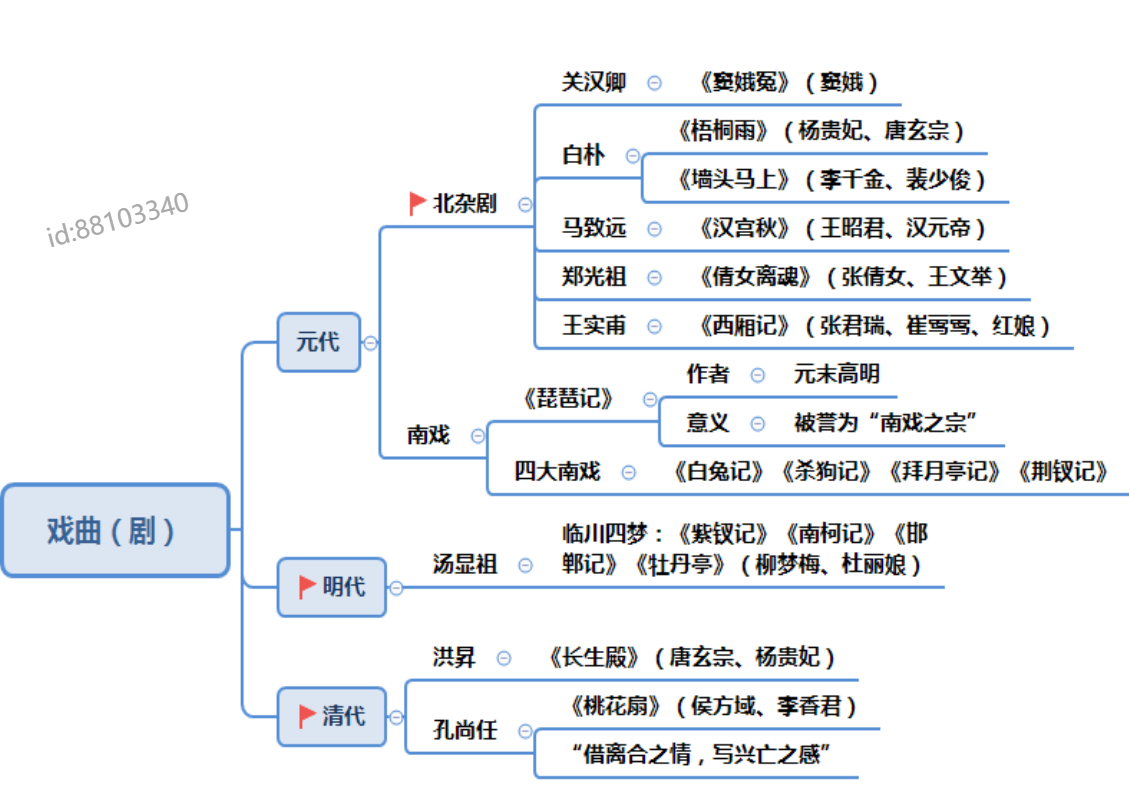 关汉卿 《窦娥冤》（窦娥）
白朴 《梧桐雨》（杨贵妃、唐玄宗）
《墙头马上》（李千金、裴少俊）
id:88103340
北杂剧
马致远 《汉宫秋》（王昭君、汉元帝）
郑光祖 《倩女离魂》（张倩女、王文举）
王实甫 《西厢记》（张君瑞、崔莺莺、红娘）
元代
《琵琶记》 作者 元末高明
意义 被誉为“南戏之宗”
南戏
四大南戏 《白兔记》《杀狗记》《拜月亭记》《荆钗记》
戏曲（剧）
明代
汤显祖 临川四梦：《紫钗记》《南柯记》《邯
郸记》《牡丹亭》（柳梦梅、杜丽娘）
清代
洪昇 《长生殿》（唐玄宗、杨贵妃）
孔尚任 《桃花扇》（侯方域、李香君）
“借离合之情，写兴亡之感”